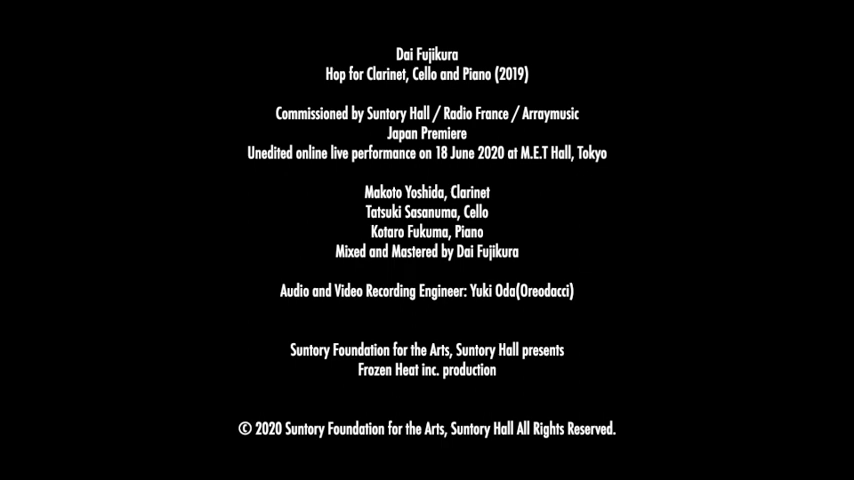 Dai Fujikura
Hop for Clarinet, Cello and Piano (2019)
Commissioned by Suntory Hall / Radio France / Arraymusic
Japan Premiere
Unedited online live performance on 18 June 2020 at M.E.T Hall, Tokyo
Makoto Yoshida, Clarinet
Tatsuki Sasanuma, Cello
Kotaro Fukuma, Piano
Mixed and Mastered by Dai Fujikura
Audio and Video Recording Engineer: Yuki Oda(Oreodacci)
Suntory Foundation for the Arts, Suntory Hall presents
Frozen Heat inc. production
© 2020 Suntory Foundation for the Arts, Suntory Hall All Rights Reserved.